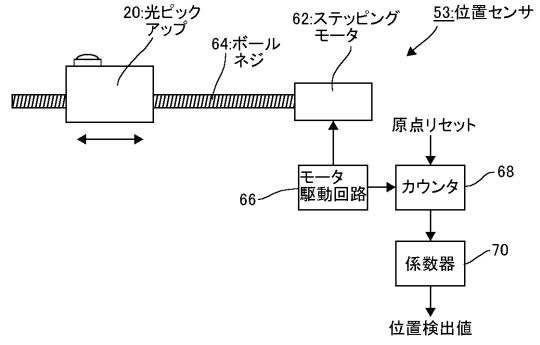 20:光ピック
アップ
62:ステッピング
モータ
53:位置センサ
64:ボール
ネジ
原点リセット
モータ
駆動回路
66
カウンタ
68
係数器
70
位置検出値